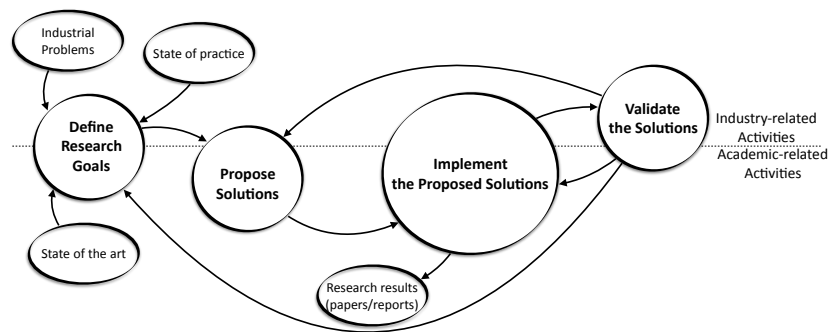 Industrial
Problems
State of practice
Define
Research
Goals
State of the art
Propose
Solutions
Implement
the Proposed Solutions
Research results
(papers/reports)
Validate
the Solutions
Industry-related
Activities
Academic-related
Activities